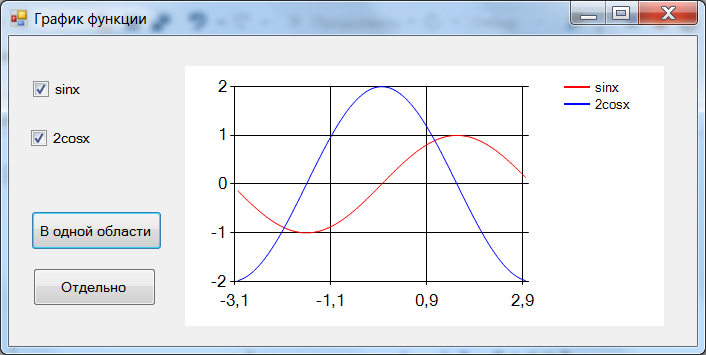 График функции
sinx
2cosx
В одной области
Отдельно
2
1
0
-1
-2
-3,1 -1,1 0,9 2,9
sinx
2cosx